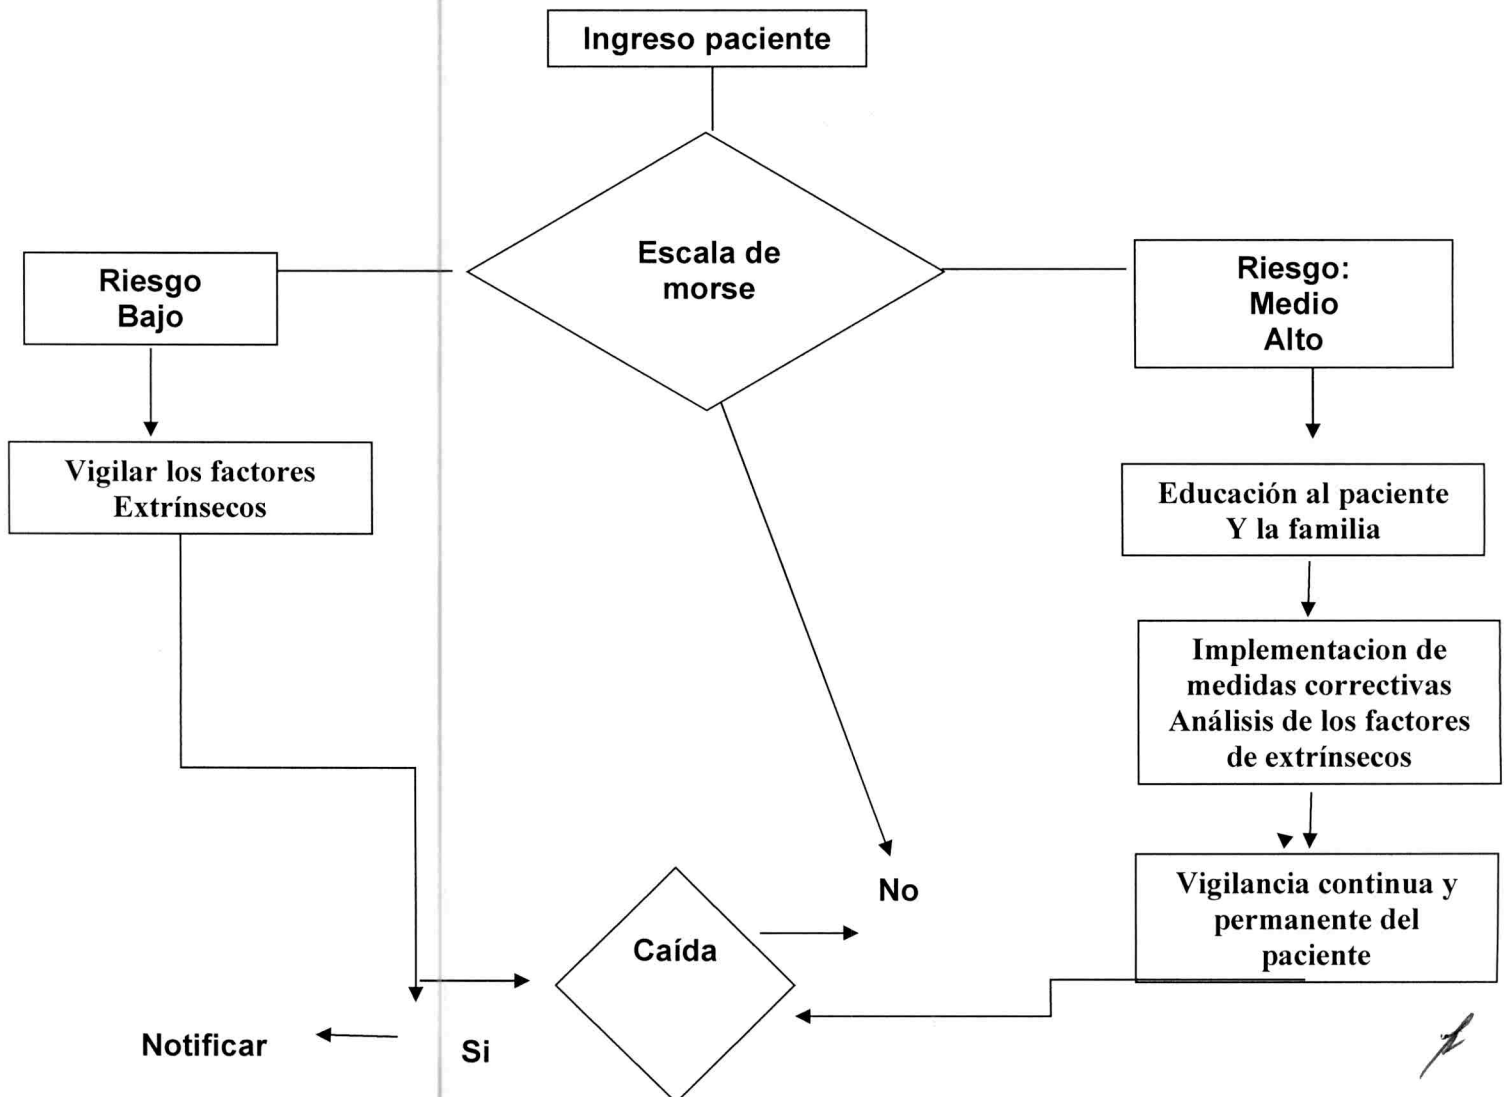 Ingreso paciente
Escala de
morse
Riesgo
Bajo
Riesgo:
Medio
Alto
Vigilar los factores
Extrínsecos
Educación al paciente
Y la familia
Implementacion de
medidas correctivas
Análisis de los factores
de extrínsecos
No
Vigilancia continua y
permanente del
paciente
Caída
Notificar
Si